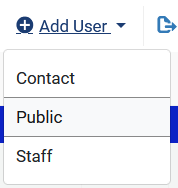 Add User
Contact
Public
Staff